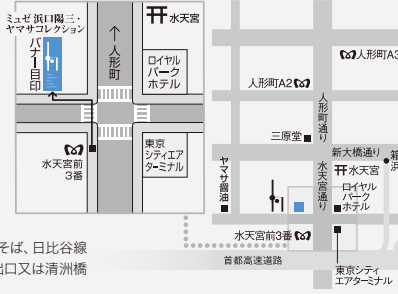 ミュゼ 浜口陽三・
ヤマサコレクション
バナー目印
↑人形町
水天宮
ロイヤル
パーク
ホテル
水天宮前
3番
東京
シティエア
ターミナル
人形町A3
人形町A2
人形町通り
三原堂
新大橋通り
箱
浜
水天宮
ヤマサ醤油
水天宮通り
ロイヤル
パーク
ホテル
水天宮前3番
そば、日比谷線
出口又は清洲橋
首都高速道路
東京シティ
エアターミナル